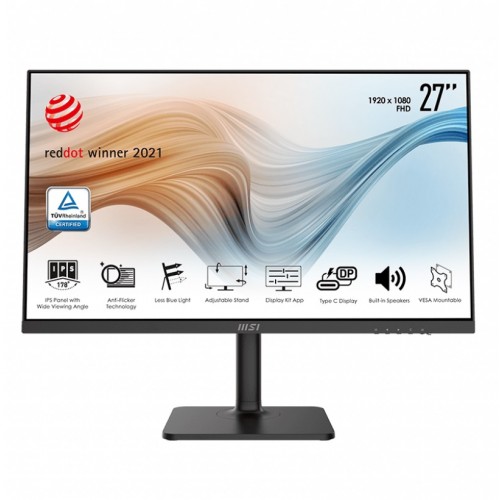 1920 x 1080
FHD
27"
reddot winner 2021
TÜVRheinland
CERTIFIED
IPS
178°
DP
IPS Panel with
Wide Viewing Angle
Anti-Flicker
Technology
Less Blue Light
Adjustable Stand
Display Kit App
Type C Display
Built-in Speakers
VESA Mountable
msi